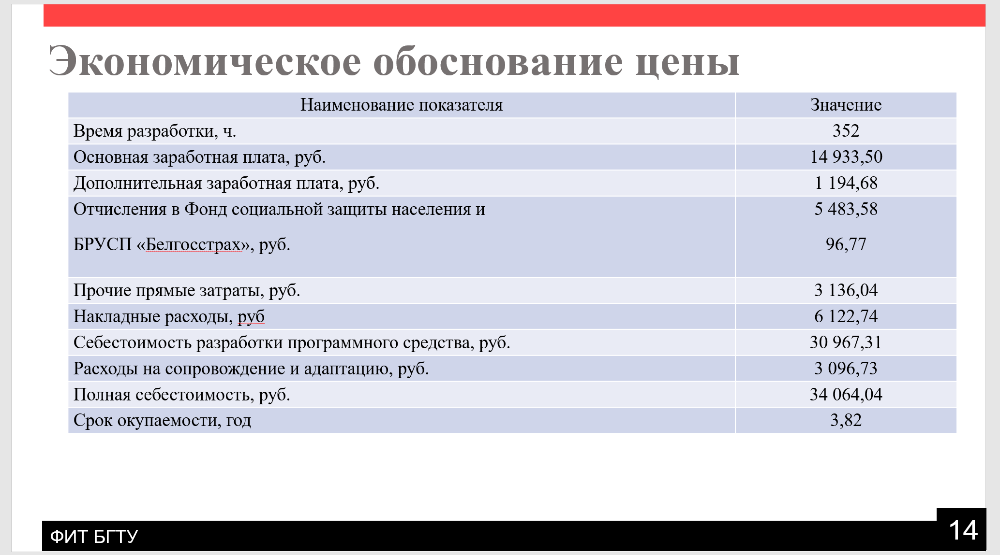 Экономическое обоснование цены
Наименование показателя Значение
Время разработки, ч. 352
Основная заработная плата, руб. 14 933,50
Дополнительная заработная плата, руб. 1 194,68
Отчисления в Фонд социальной защиты населения и 5 483,58
БРУСП «Белгосстрах», руб. 96,77
Прочие прямые затраты, руб. 3 136,04
Накладные расходы, руб 6 122,74
Себестоимость разработки программного средства, руб. 30 967,31
Расходы на сопровождение и адаптацию, руб. 3 096,73
Полная себестоимость, руб. 34 064,04
Срок окупаемости, год 3,82
ФИТ БГТУ 14